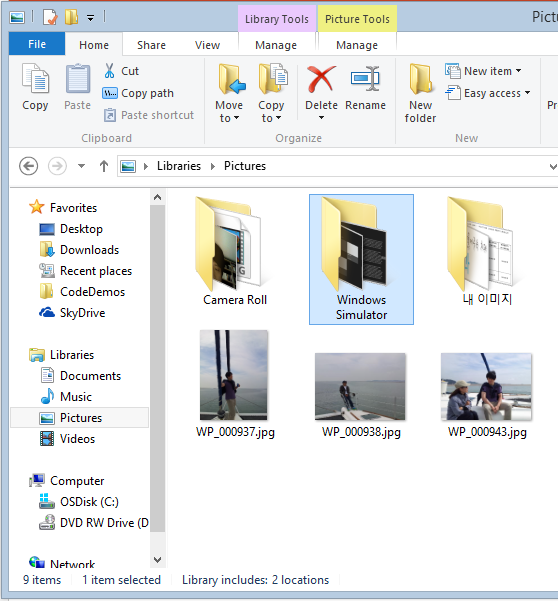 Library Tools
Picture Tools
File
Home
Share
View
Manage
Manage
Copy
Paste
Cut
Copy path
Paste shortcut
Clipboard
Move to
Copy to
Delete
Rename
Organize
New folder
New item
Easy access
New
Libraries
Pictures
Favorites
Desktop
Downloads
Recent places
CodeDemos
SkyDrive
Libraries
Documents
Music
Pictures
Videos
Computer
OSDisk (C:)
DVD RW Drive (D
Network
Camera Roll
Windows
Simulator
내 이미지
WP_000937.jpg
WP_000938.jpg
WP_000943.jpg
9 items
1 item selected
Library includes: 2 locations